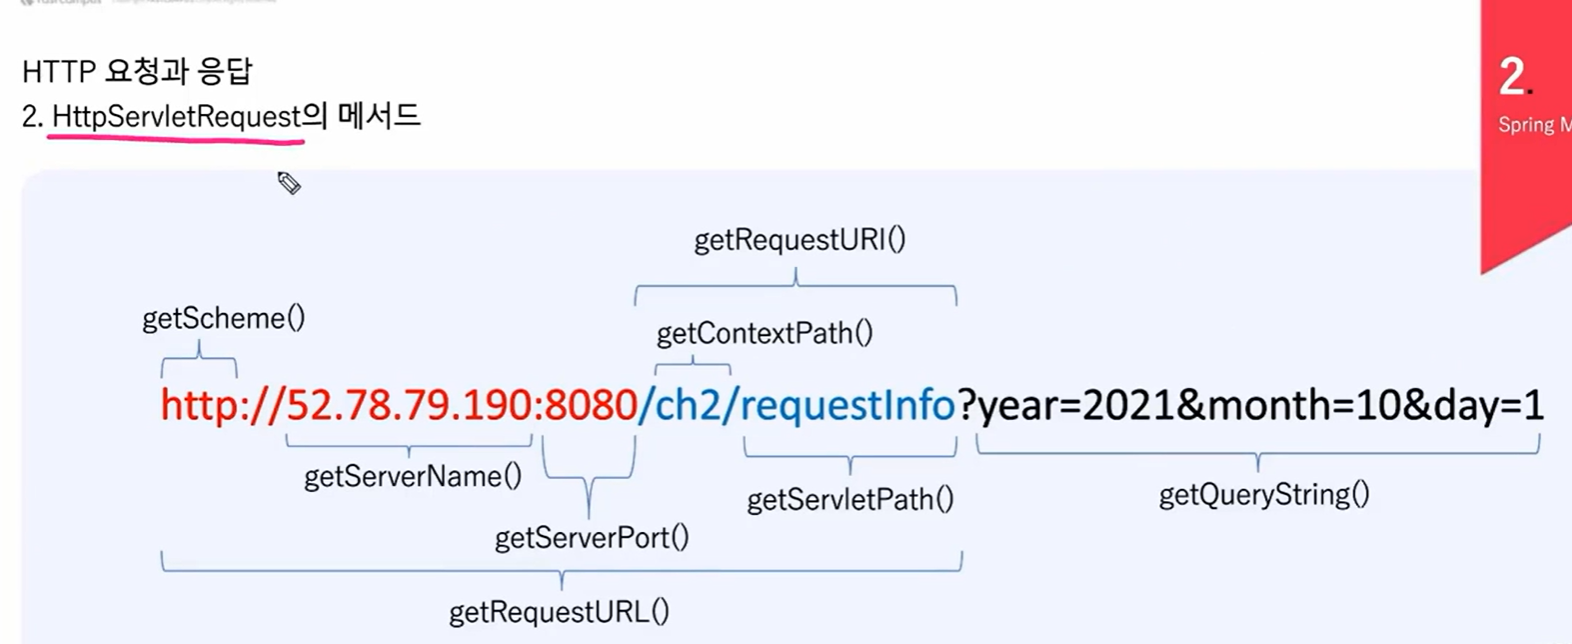 HTTP 요청과 응답
2. HttpServletRequest의 메서드
2.
Spring M
getRequestURI()
getScheme()
getContextPath()
http://52.78.79.190:8080/ch2/requestInfo?year=2021&month=10&day=1
getServerName()
getServletPath()
getQueryString()
getServerPort()
getRequestURL()